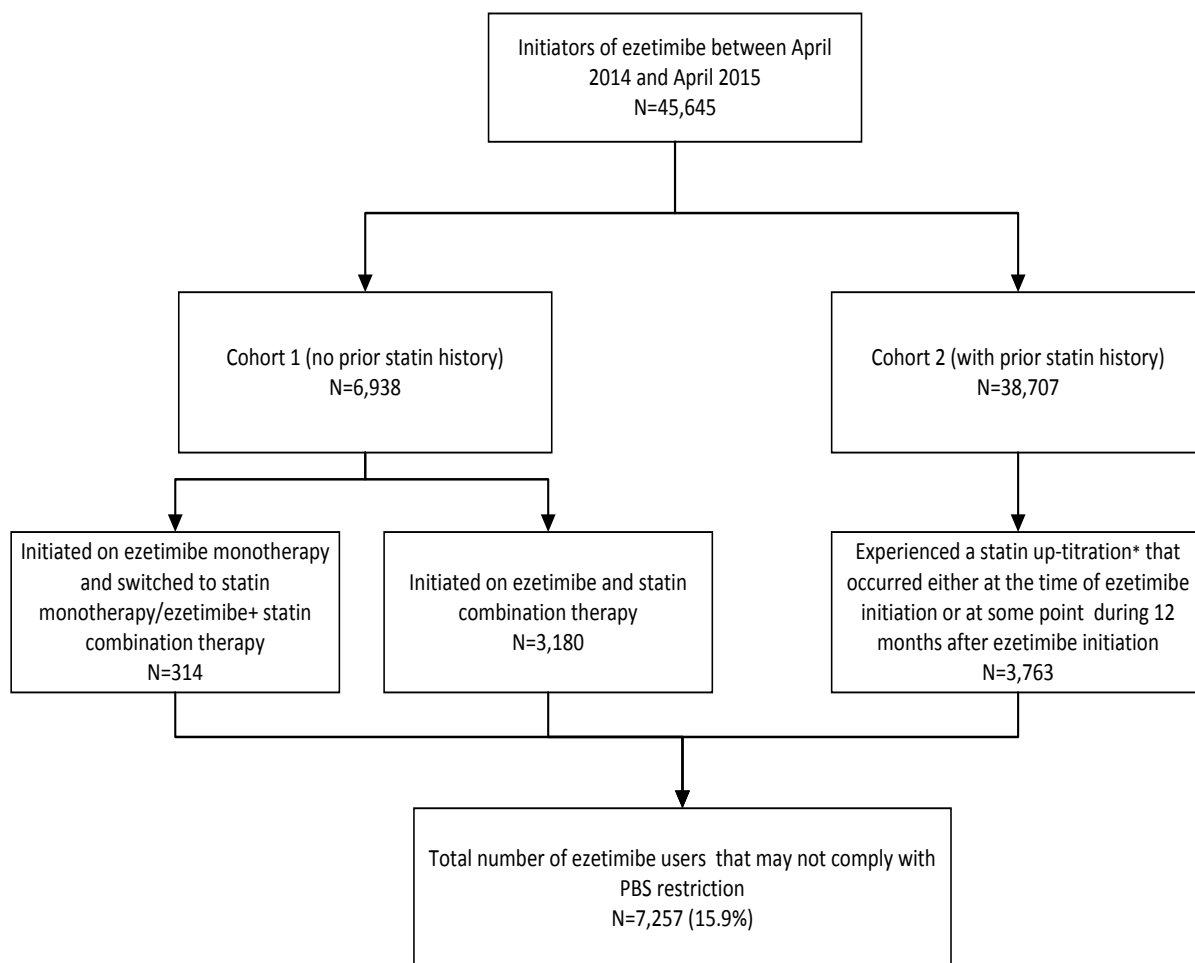 Initiators of ezetimibe between April
2014 and April 2015
N=45,645
Cohort 1 (no prior statin history)
N=6,938
Cohort 2 (with prior statin history)
N=38,707
Initiated on ezetimibe monotherapy
and switched to statin
monotherapy/ezetimibe+ statin
combination therapy
N=314
Initiated on ezetimibe and statin
combination therapy
N=3,180
Experienced a statin up-titration* that
occurred either at the time of ezetimibe
initiation or at some point during 12
months after ezetimibe initiation
N=3,763
Total number of ezetimibe users that may not comply with
PBS restriction
N=7,257 (15.9%)